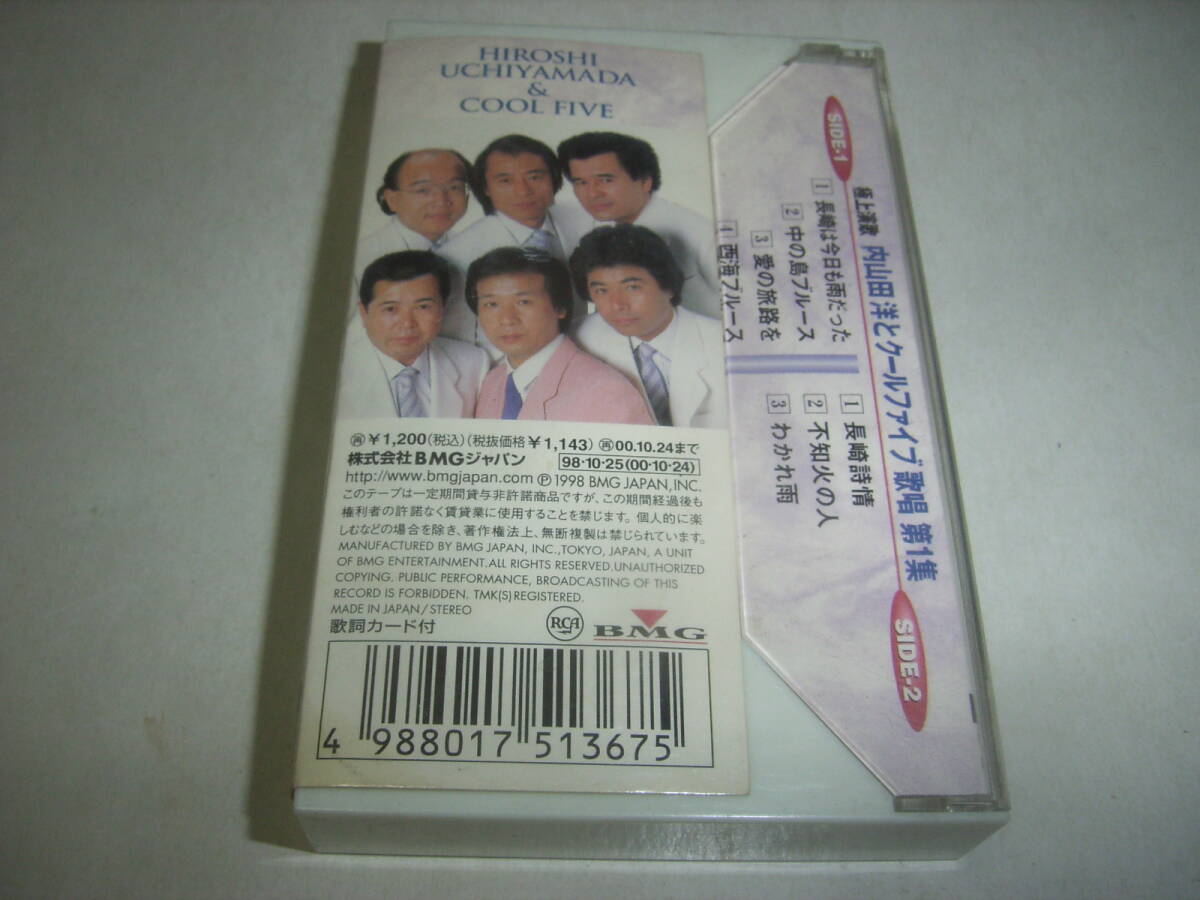 HIROSHI
UCHIYAMADA
&
COOL FIVE
再￥1,200(税込)(税抜価格￥1,143)再00.10.24まで
株式会社BMGジャパン 98・10・25(00・10・24)
http://www.bmgjapan.com Ⓟ1998 BMG JAPAN,INC.
このテープは一定期間貸与非許諾商品ですが、この期間経過後も
権利者の許諾なく賃貸業に使用することを禁じます。個人的に楽
しむなどの場合を除き、著作権法上、無断複製は禁じられています。
MANUFACTURED BY BMG JAPAN, INC.,TOKYO, JAPAN, A UNIT
OF BMG ENTERTAINMENT.ALL RIGHTS RESERVED.UNAUTHORIZED
COPYING. PUBLIC PERFORMANCE, BROADCASTING OF THIS
RECORD IS FORBIDDEN. TMK(S) REGISTERED.
MADE IN JAPAN/STEREO
歌詞カード付
RCA
BMG
4 988017 513675
極上演歌 内山田 洋とクールファイブ 歌唱 第1集
SIDE-1
1 長崎は今日も雨だった
2 中の島ブルース
3 愛の旅路を
4 西海ブルース
SIDE-2
1 長崎詩情
2 不知火の人
3 わかれ雨